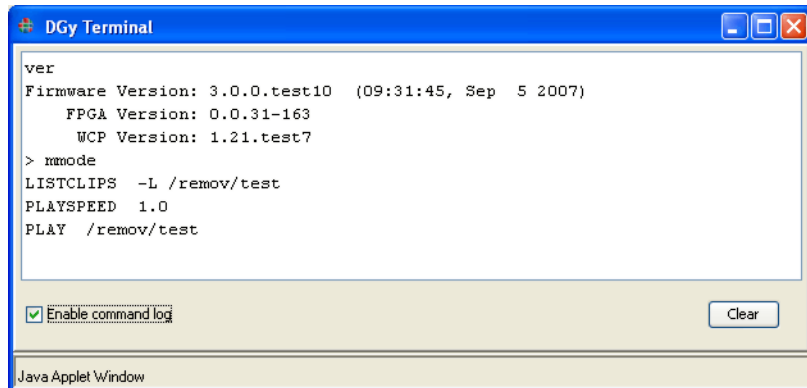 DGy Terminal
ver
Firmware Version: 3.0.0.test10  (09:31:45, Sep  5 2007)
    FPGA Version: 0.0.31-163
     WCP Version: 1.21.test7
> mmode
LISTCLIPS  -L /remov/test
PLAYSPEED  1.0
PLAY  /remov/test
Enable command log
Clear
Java Applet Window